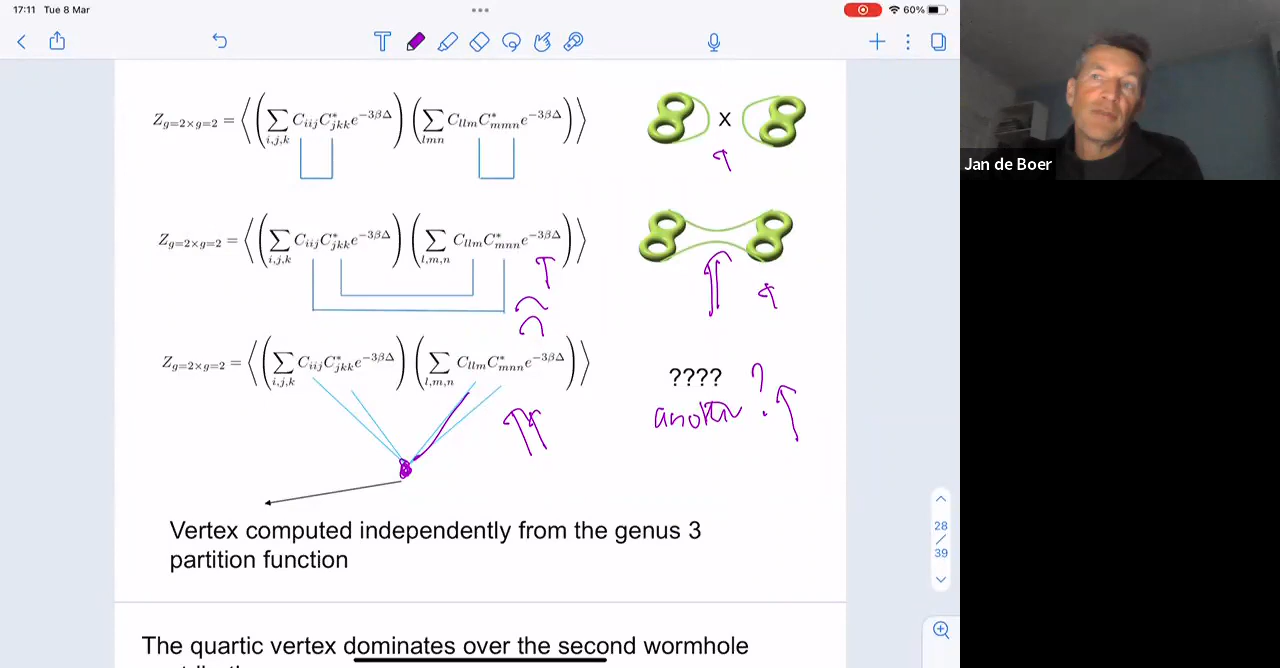 17:11 Tue 8 Mar
60%
Z_{g=2×g=2} = ⟨(∑_{i,j,k} C_{iij}C*_{jkk}e^{-3βΔ})(∑_{lmn} C_{llm}C*_{mmn}e^{-3βΔ})⟩
X
Jan de Boer
Z_{g=2×g=2} = ⟨(∑_{i,j,k} C_{iij}C*_{jkk}e^{-3βΔ})(∑_{l,m,n} C_{llm}C*_{mnn}e^{-3βΔ})⟩
Z_{g=2×g=2} = ⟨(∑_{i,j,k} C_{iij}C*_{jkk}e^{-3βΔ})(∑_{l,m,n} C_{llm}C*_{mnn}e^{-3βΔ})⟩
???? ?
another ?
Vertex computed independently from the genus 3
partition function
28
/
39
The quartic vertex dominates over the second wormhole